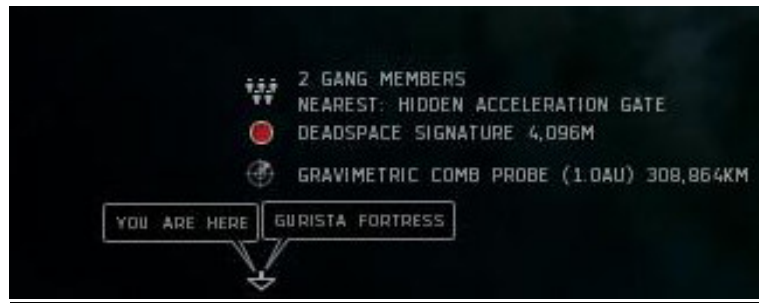 2 GANG MEMBERS
NEAREST: HIDDEN ACCELERATION GATE
DEADSPACE SIGNATURE 4,096M
GRAVIMETRIC COMB PROBE (1.0AU) 308,864KM
YOU ARE HERE
GURISTA FORTRESS